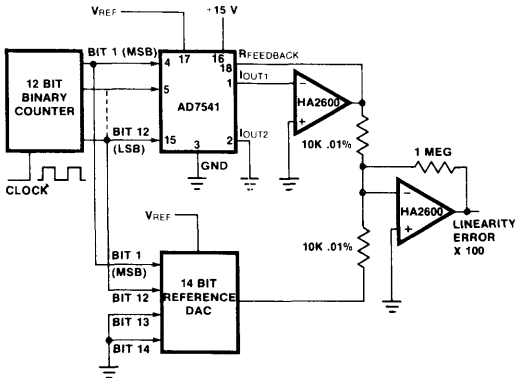 VREF
+15 V
BIT 1 (MSB)
17
16
18
RFEEDBACK
4
1
IOUT1
12 BIT
BINARY
COUNTER
5
AD7541
HA2600
BIT 12
(LSB)
15
3
2
IOUT2
GND
10K .01%
1 MEG
CLOCK
HA2600
LINEARITY
ERROR
X 100
VREF
10K .01%
BIT 1
(MSB)
14 BIT
REFERENCE
DAC
BIT 12
BIT 13
BIT 14